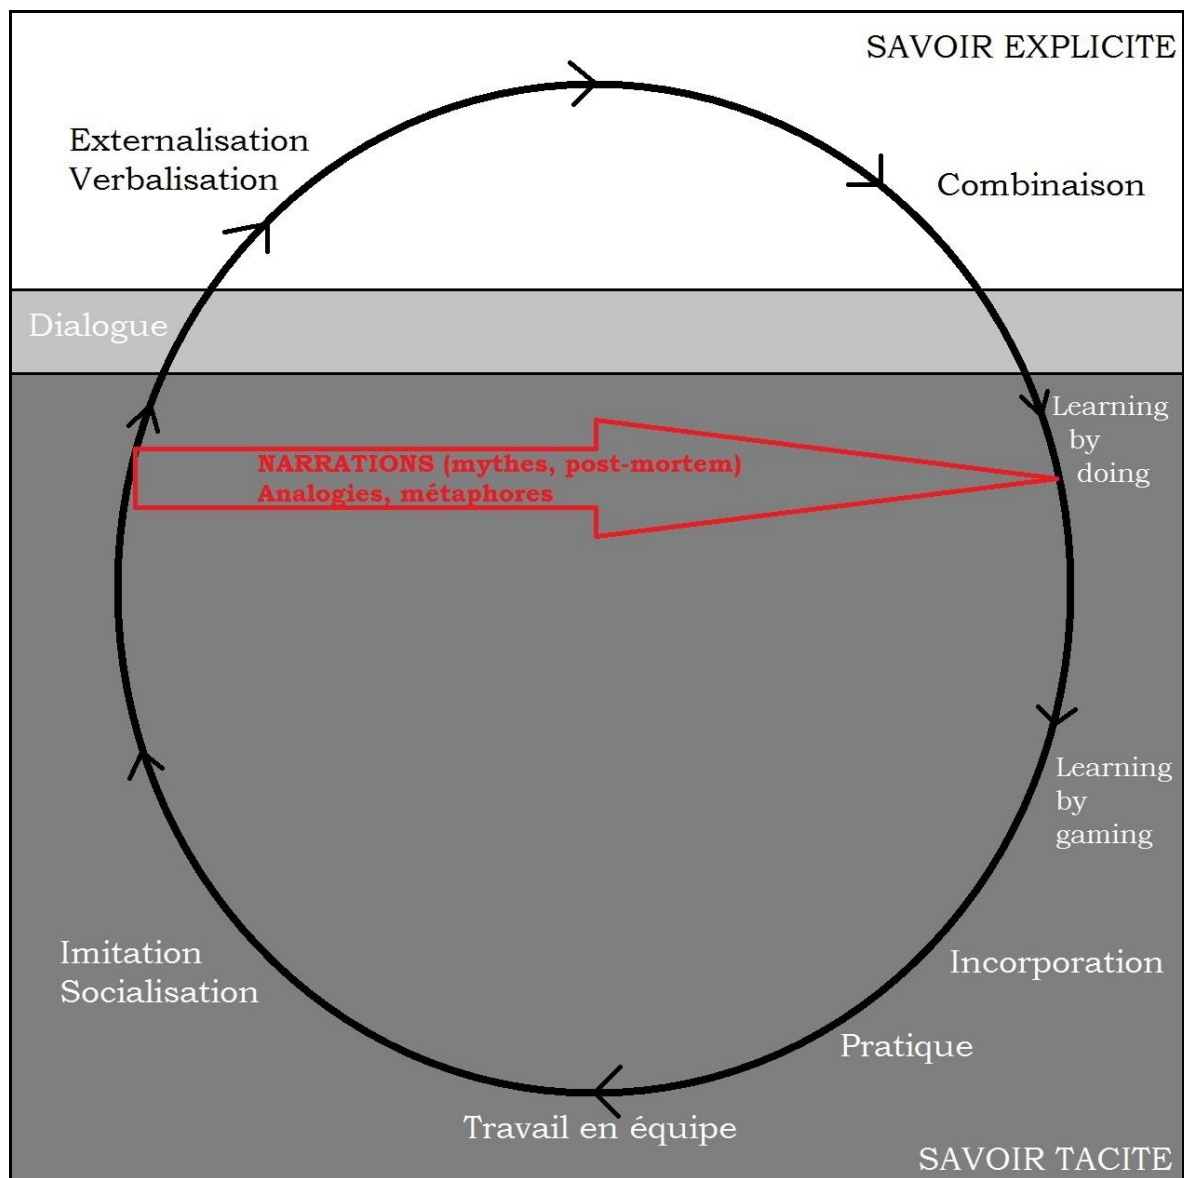 SAVOIR EXPLICITE
Externalisation
Verbalisation
Combinaison
Dialogue
Learning
by
doing
NARRATIONS (mythes, post-mortem)
Analogies, métaphores
Learning
by
gaming
Imitation
Socialisation
Incorporation
Pratique
Travail en équipe
SAVOIR TACITE